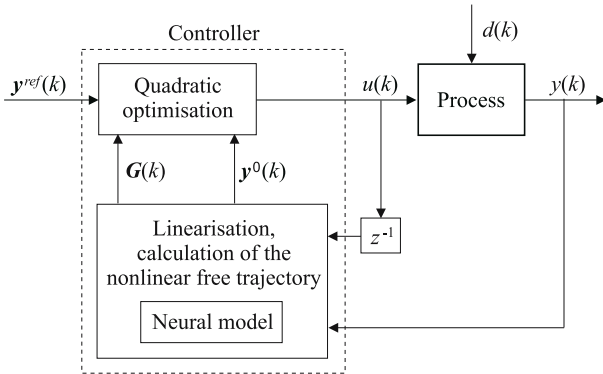 Controller
d(k)
y^ref(k)
Quadratic
optimisation
u(k)
Process
y(k)
G(k)
y^0(k)
Linearisation,
calculation of the
nonlinear free trajectory
z^-1
Neural model